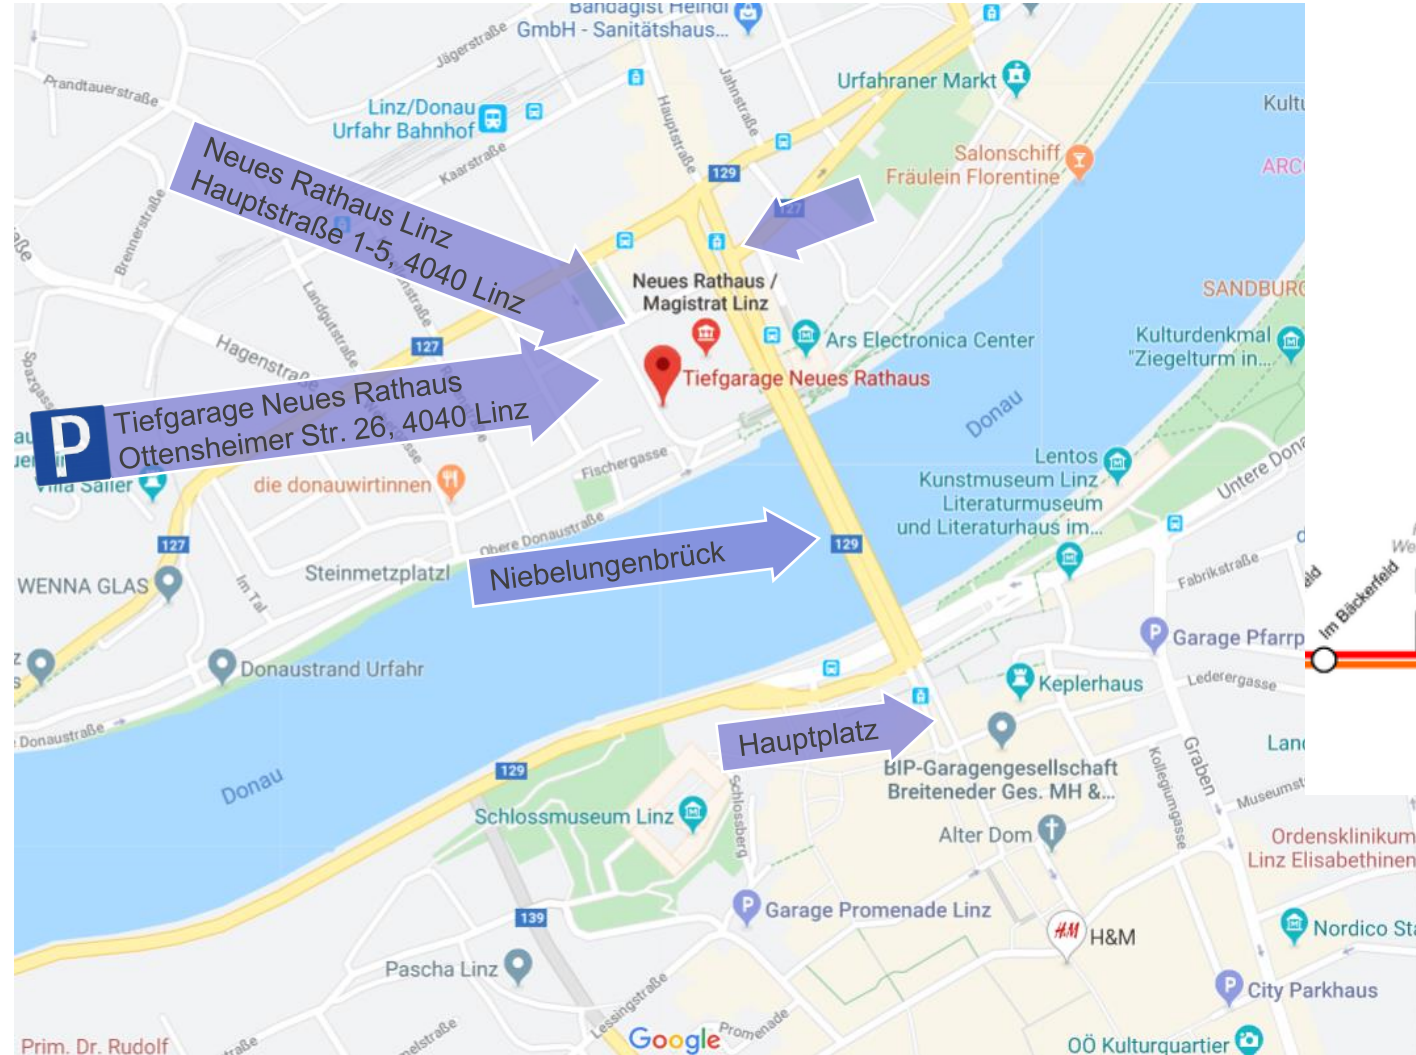 Bandagist Heindl
GmbH - Sanitätshaus...
Jägerstraße
Prandtauerstraße
Jahnstraße
Hauptstraße
Urfahraner Markt
Linz/Donau
Urfahr Bahnhof
Kaarstraße
Salonschiff
Fräulein Florentine
129
127
Neues Rathaus Linz
Hauptstraße 1-5, 4040 Linz
Brennerstraße
Landgutstraße
Neues Rathaus /
Magistrat Linz
SANDBURG
Kulturdenkmal
"Ziegelturm in...
Ars Electronica Center
Hagenstraße
127
Tiefgarage Neues Rathaus
P
Tiefgarage Neues Rathaus
Ottensheimer Str. 26, 4040 Linz
Donau
Spazgasse
Webergasse
Fischergasse
Villa Sailer
die donauwirtinnen
Lentos
Kunstmuseum Linz
Literaturmuseum
und Literaturhaus im...
Untere Dona
127
Obere Donaustraße
129
Niebelungenbrück
Steinmetzplatzl
WENNA GLAS
Im Tal
Fabrikstraße
Im Bäckerfeld
P
Garage Pfarrp
Donaustrand Urfahr
Keplerhaus
Lederergasse
Donaustraße
Hauptplatz
Graben
Kollegiumgasse
BIP-Garagengesellschaft
Breiteneder Ges. MH &...
129
Donau
Schlossmuseum Linz
Schlossberg
Museumst
Alter Dom
Ordensklinikum
Linz Elisabethinen
P
Garage Promenade Linz
139
H&M
H&M
Nordico Sta
Pascha Linz
P
City Parkhaus
Lessingstraße
Google
Promenade
Prim. Dr. Rudolf
OÖ Kulturquartier